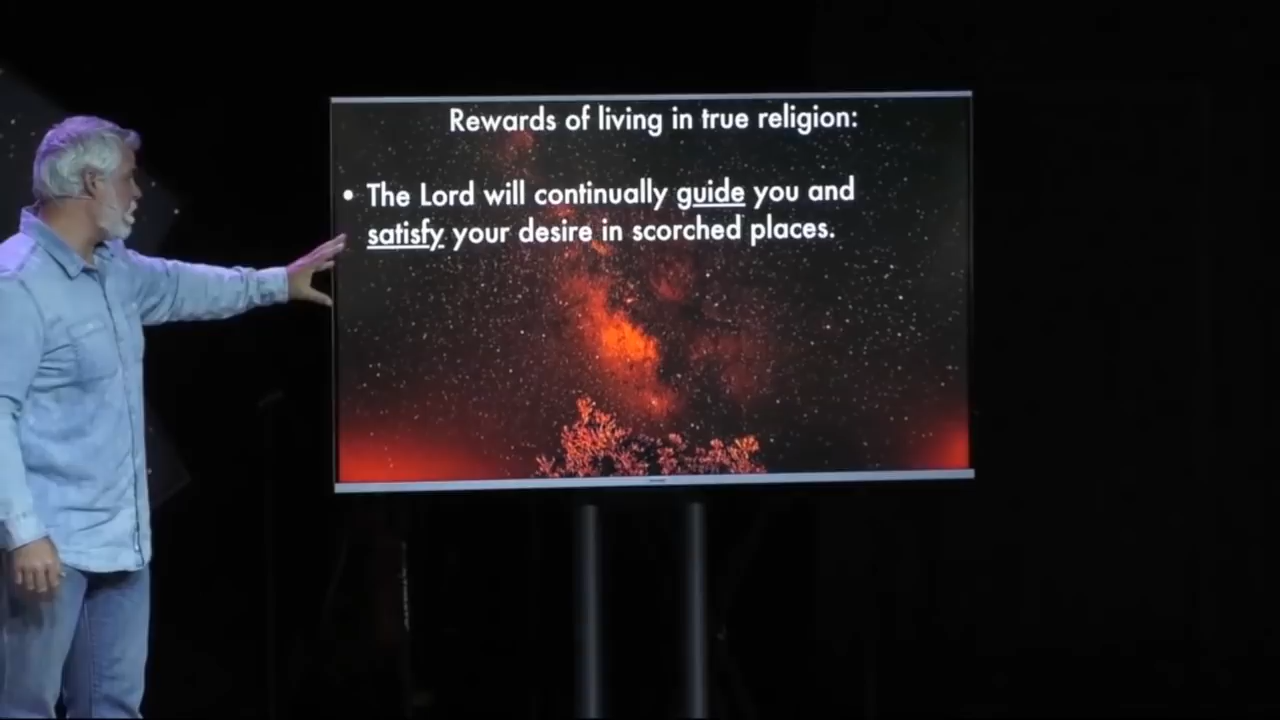 Rewards of living in true religion:
• The Lord will continually guide you and
satisfy your desire in scorched places.